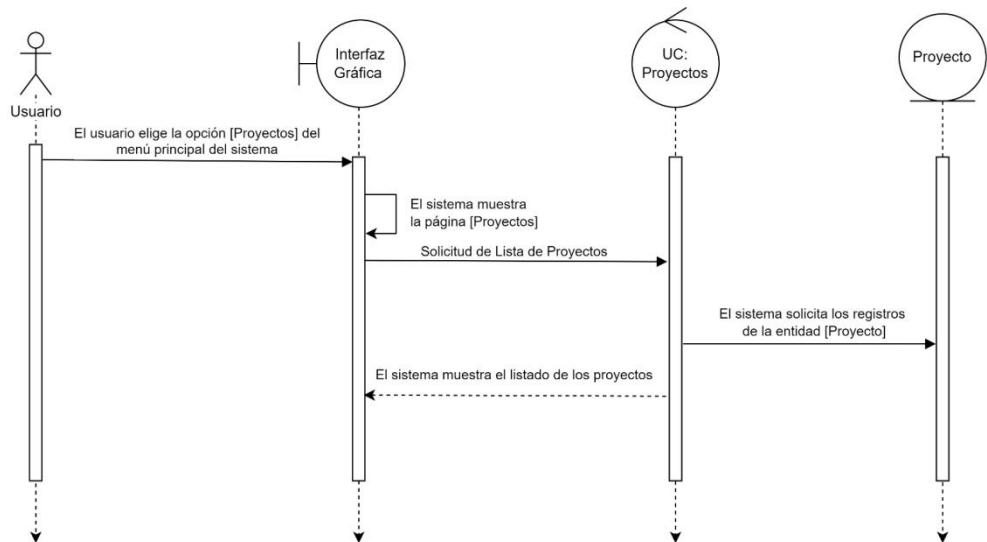 Interfaz
Gráfica
UC:
Proyectos
Proyecto
Usuario
El usuario elige la opción [Proyectos] del
menú principal del sistema
El sistema muestra
la página [Proyectos]
Solicitud de Lista de Proyectos
El sistema solicita los registros
de la entidad [Proyecto]
El sistema muestra el listado de los proyectos